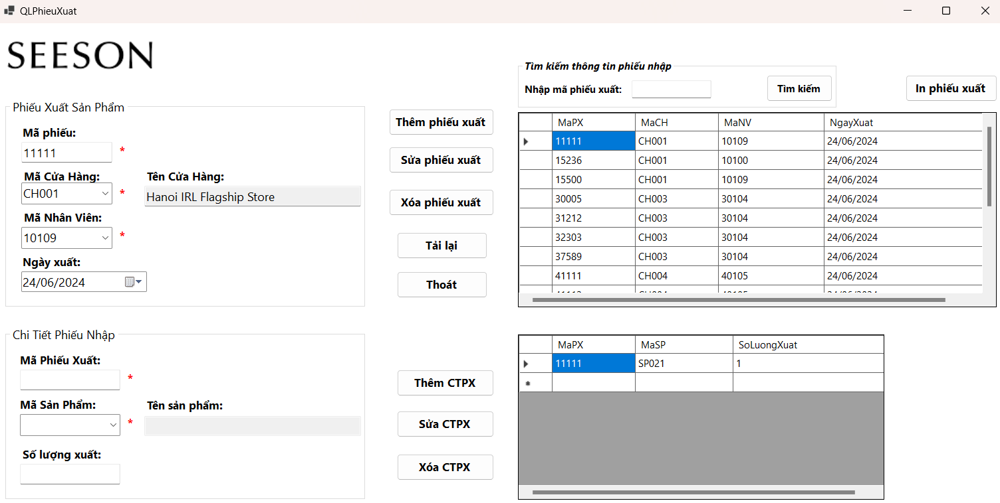 QLPhieuXuat
SEESON
Tìm kiếm thông tin phiếu nhập
Nhập mã phiếu xuất:
Tìm kiếm
In phiếu xuất
Phiếu Xuất Sản Phẩm
Mã phiếu:
11111 *
Mã Cửa Hàng: Tên Cửa Hàng:
CH001 * Hanoi IRL Flagship Store
Mã Nhân Viên:
10109 *
Ngày xuất:
24/06/2024
Thêm phiếu xuất
Sửa phiếu xuất
Xóa phiếu xuất
Tải lại
Thoát
MaPX MaCH MaNV NgayXuat
11111 CH001 10109 24/06/2024
15236 CH001 10100 24/06/2024
15500 CH001 10109 24/06/2024
30005 CH003 30104 24/06/2024
31212 CH003 30104 24/06/2024
32303 CH003 30104 24/06/2024
37589 CH003 30104 24/06/2024
41111 CH004 40105 24/06/2024
Chi Tiết Phiếu Nhập
Mã Phiếu Xuất:
*
Mã Sản Phẩm: Tên sản phẩm:
*
Số lượng xuất:
Thêm CTPX
Sửa CTPX
Xóa CTPX
MaPX MaSP SoLuongXuat
11111 SP021 1